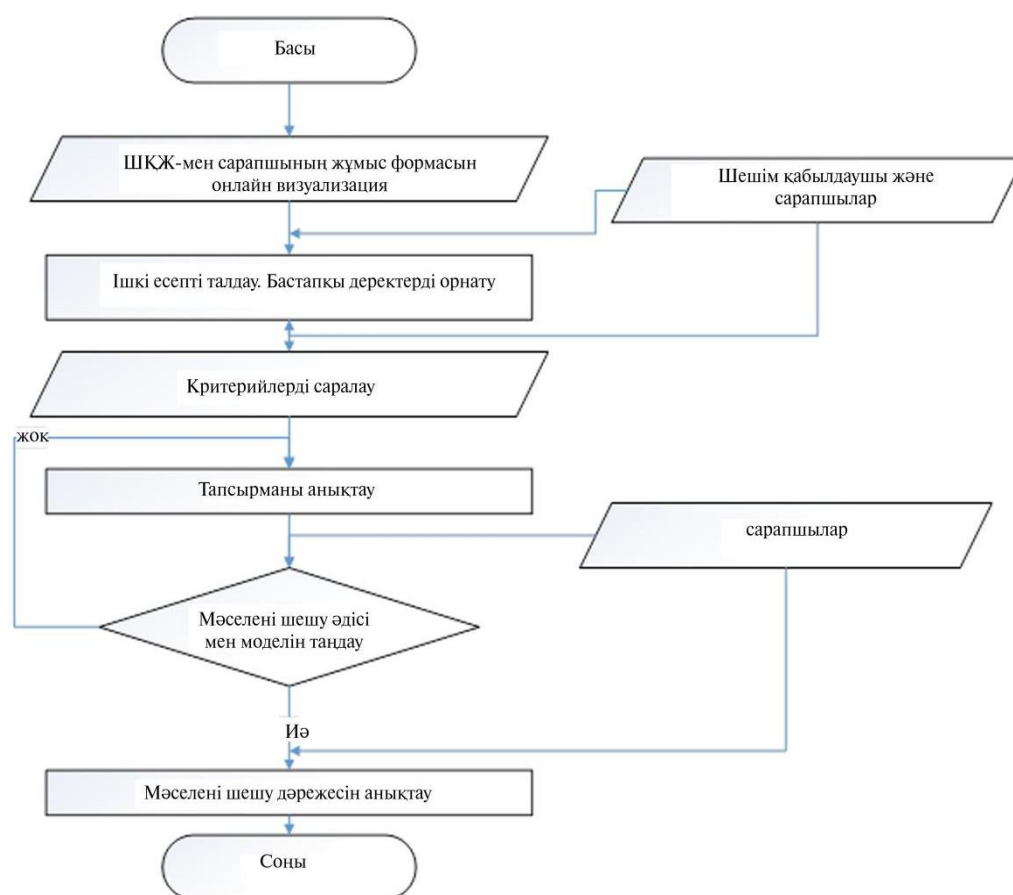 Басы
ШҚЖ-мен сарапшының жұмыс формасын
онлайн визуализация
Шешім қабылдаушы және
сарапшылар
Ішкі есепті талдау. Бастапқы деректерді орнату
Критерийлерді саралау
жок
Тапсырманы анықтау
сарапшылар
Мәселені шешу әдісі
мен моделін таңдау
Иә
Мәселені шешу дәрежесін анықтау
Соңы